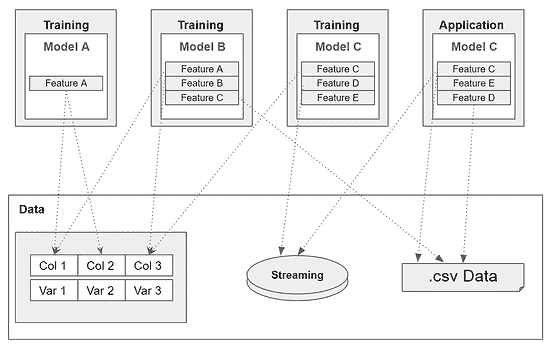 Training
Model A
Feature A
Training
Model B
Feature A
Feature B
Feature C
Training
Model C
Feature C
Feature D
Feature E
Application
Model C
Feature C
Feature E
Feature D
Data
Col 1 Col 2 Col 3
Var 1 Var 2 Var 3
Streaming
.csv Data